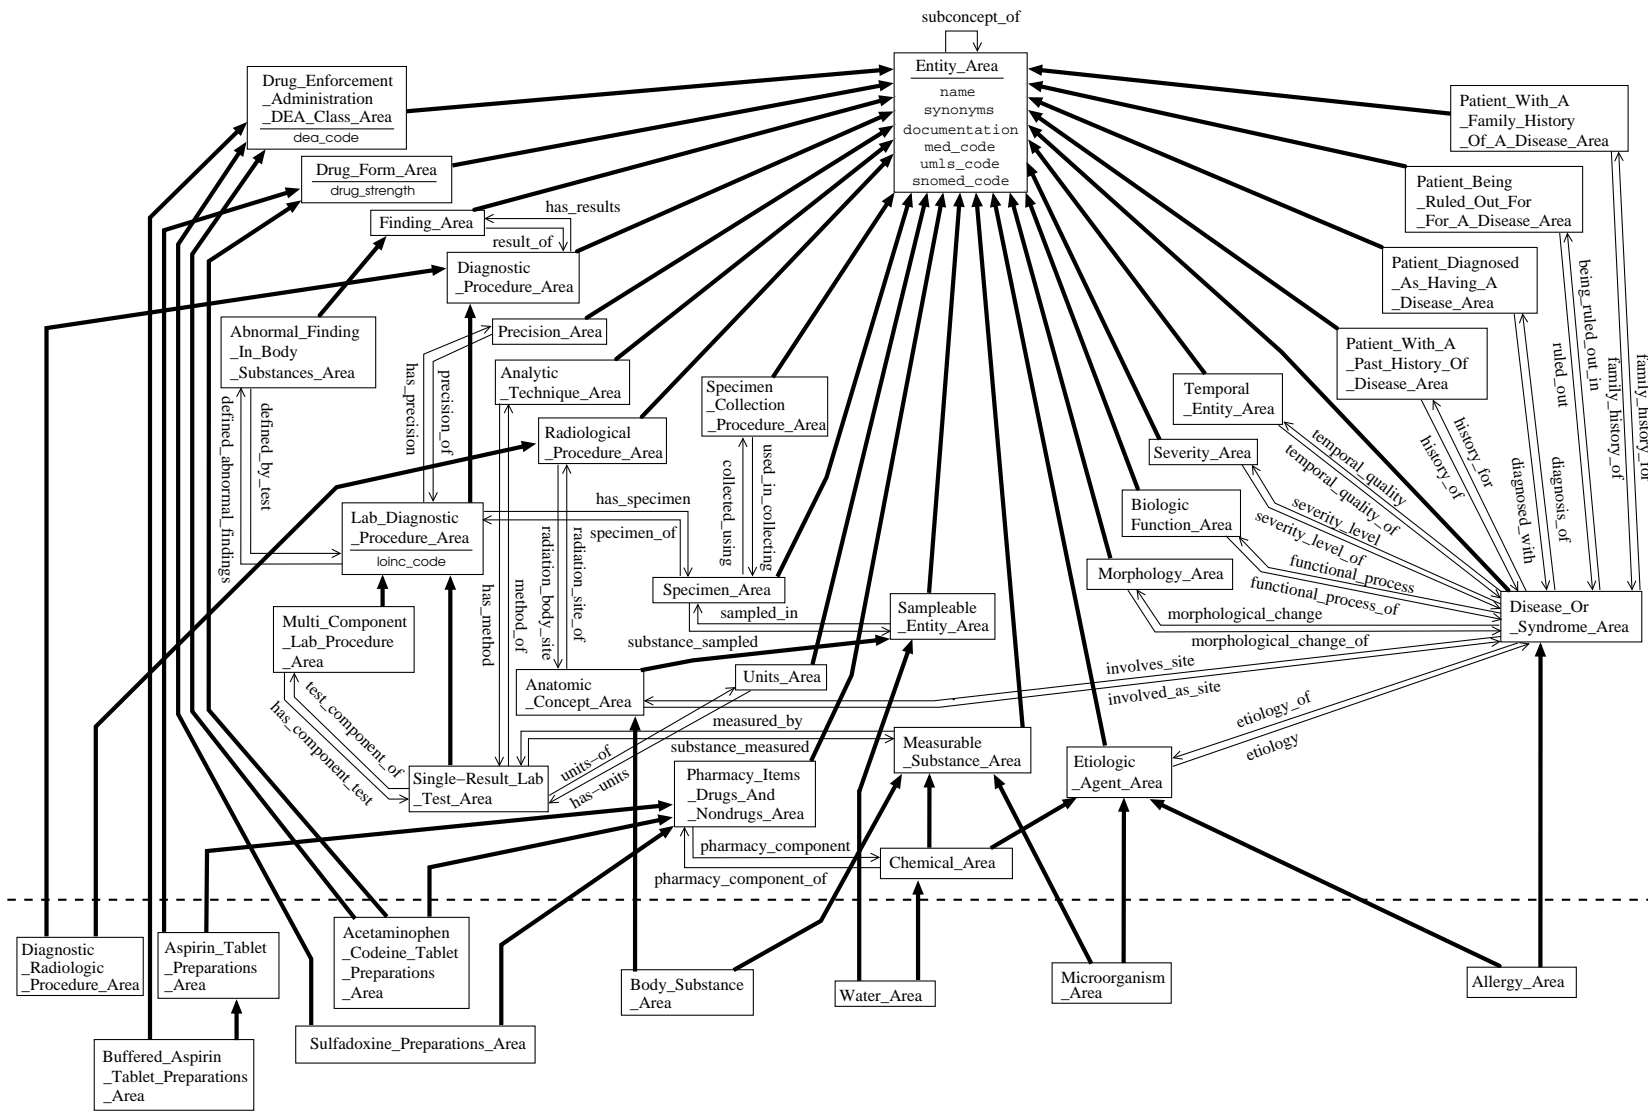 subconcept_of
Entity_Area
name
synonyms
documentation
med_code
umls_code
snomed_code
Drug_Enforcement
_Administration
_DEA_Class_Area
dea_code
Drug_Form_Area
drug_strength
Finding_Area
has_results
result_of
Diagnostic
_Procedure_Area
Patient_With_A
_Family_History
_Of_A_Disease_Area
Patient_Being
_Ruled_Out_For
_For_A_Disease_Area
Patient_Diagnosed
_As_Having_A
_Disease_Area
Patient_With_A
_Past_History_Of
_Disease_Area
Abnormal_Finding
_In_Body
_Substances_Area
Precision_Area
has_precision
precision_of
Analytic
_Technique_Area
Radiological
_Procedure_Area
Specimen
_Collection
_Procedure_Area
Temporal
_Entity_Area
Severity_Area
Biologic
Function_Area
Morphology_Area
being_ruled_out_in
ruled_out
family_history_of
family_history_for
history_for
history_of
diagnosed_with
diagnosis_of
temporal_quality
temporal_quality_of
severity_level
severity_level_of
functional_process
functional_process_of
morphological_change
morphological_change_of
defined_abnormal_findings
defined_by_test
Lab_Diagnostic
_Procedure_Area
loinc_code
has_specimen
specimen_of
collected_using
used_in_collecting
has_method
method_of
radiation_body_site
radiation_site_of
Specimen_Area
sampled_in
substance_sampled
Sampleable
_Entity_Area
Disease_Or
_Syndrome_Area
Multi_Component
_Lab_Procedure
_Area
test_component_of
has_component_test
Anatomic
_Concept_Area
Units_Area
involves_site
involved_as_site
etiology_of
etiology
measured_by
substance_measured
units-of
has-units
Single-Result_Lab
_Test_Area
Measurable
_Substance_Area
Etiologic
_Agent_Area
Pharmacy_Items
_Drugs_And
_Nondrugs_Area
pharmacy_component
pharmacy_component_of
Chemical_Area
Diagnostic
_Radiologic
_Procedure_Area
Aspirin_Tablet
_Preparations
_Area
Acetaminophen
_Codeine_Tablet
_Preparations
_Area
Body_Substance
_Area
Water_Area
Microorganism
_Area
Allergy_Area
Buffered_Aspirin
_Tablet_Preparations
_Area
Sulfadoxine_Preparations_Area